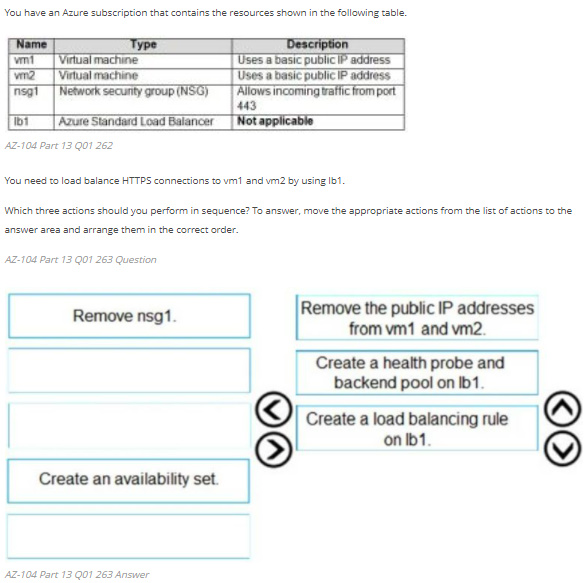 You have an Azure subscription that contains the resources shown in the following table.
Name Type Description
vm1 Virtual machine Uses a basic public IP address
vm2 Virtual machine Uses a basic public IP address
nsg1 Network security group (NSG) Allows incoming traffic from port
443
lb1 Azure Standard Load Balancer Not applicable
AZ-104 Part 13 Q01 262
You need to load balance HTTPS connections to vm1 and vm2 by using lb1.
Which three actions should you perform in sequence? To answer, move the appropriate actions from the list of actions to the
answer area and arrange them in the correct order.
AZ-104 Part 13 Q01 263 Question
Remove nsg1.
Create an availability set.
Remove the public IP addresses
from vm1 and vm2.
Create a health probe and
backend pool on lb1.
Create a load balancing rule
on lb1.
AZ-104 Part 13 Q01 263 Answer